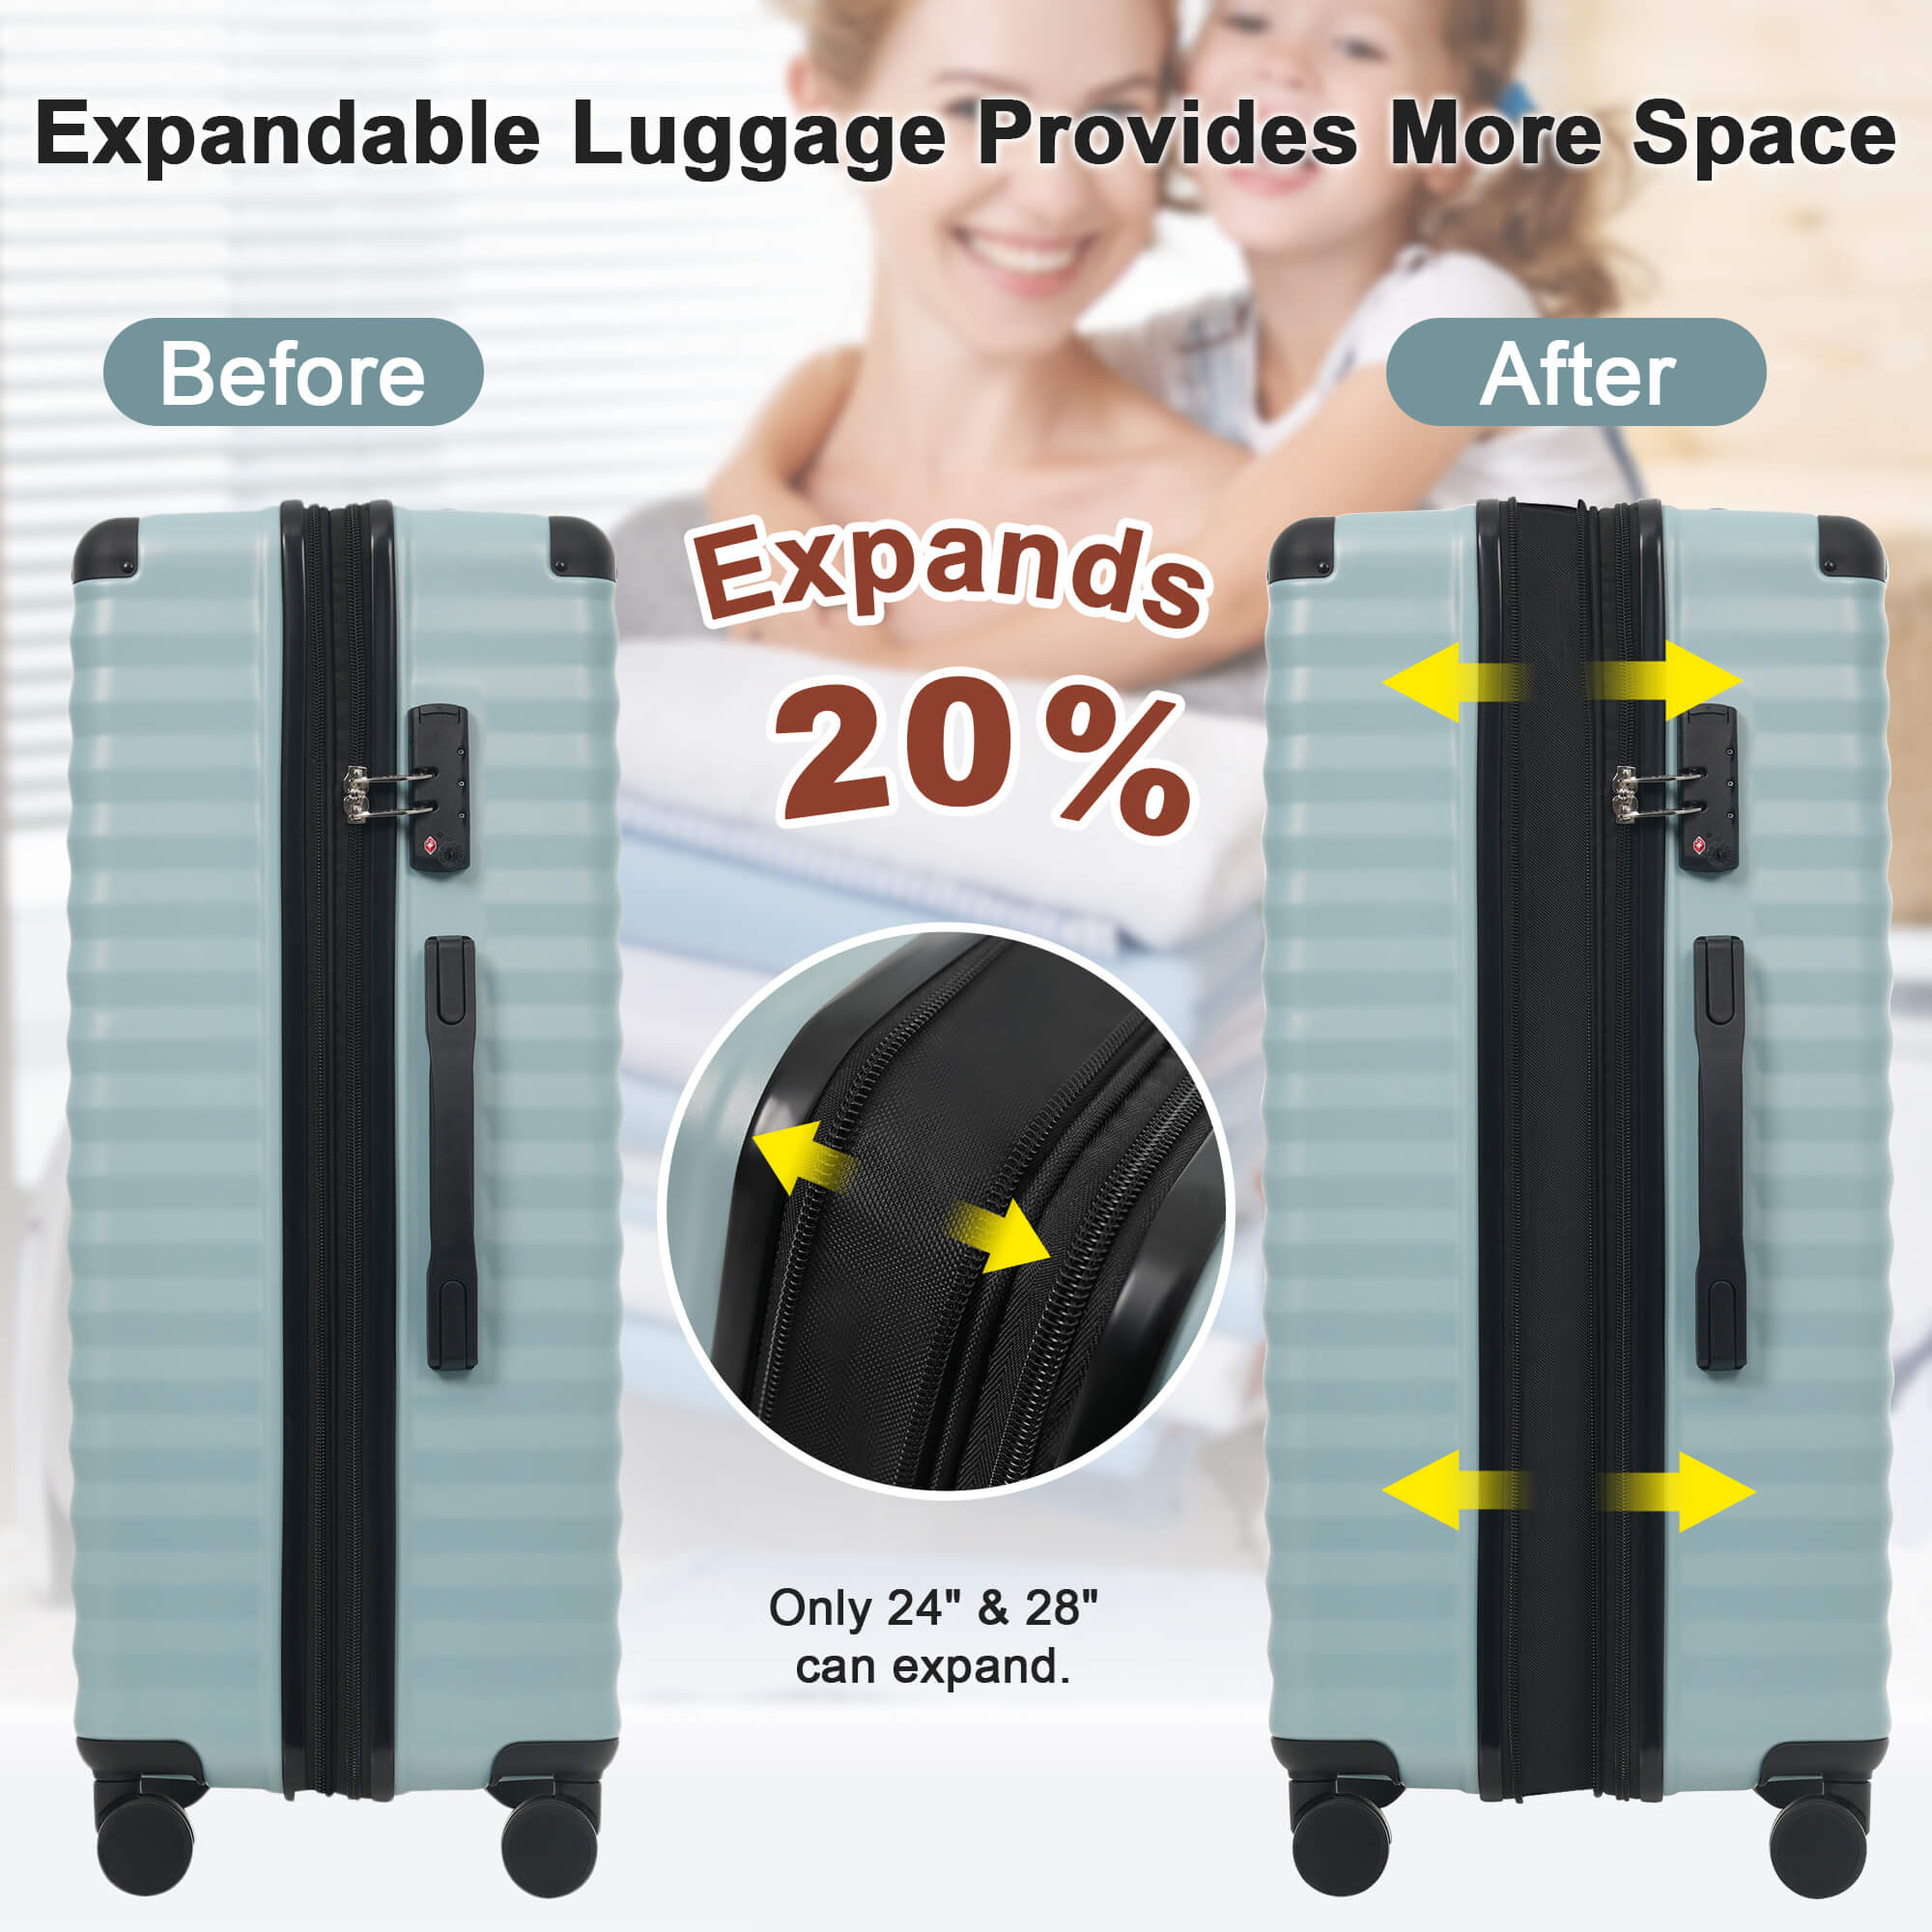 Expandable Luggage Provides More Space
Before
After
Expands
20%
Only 24" & 28"
can expand.